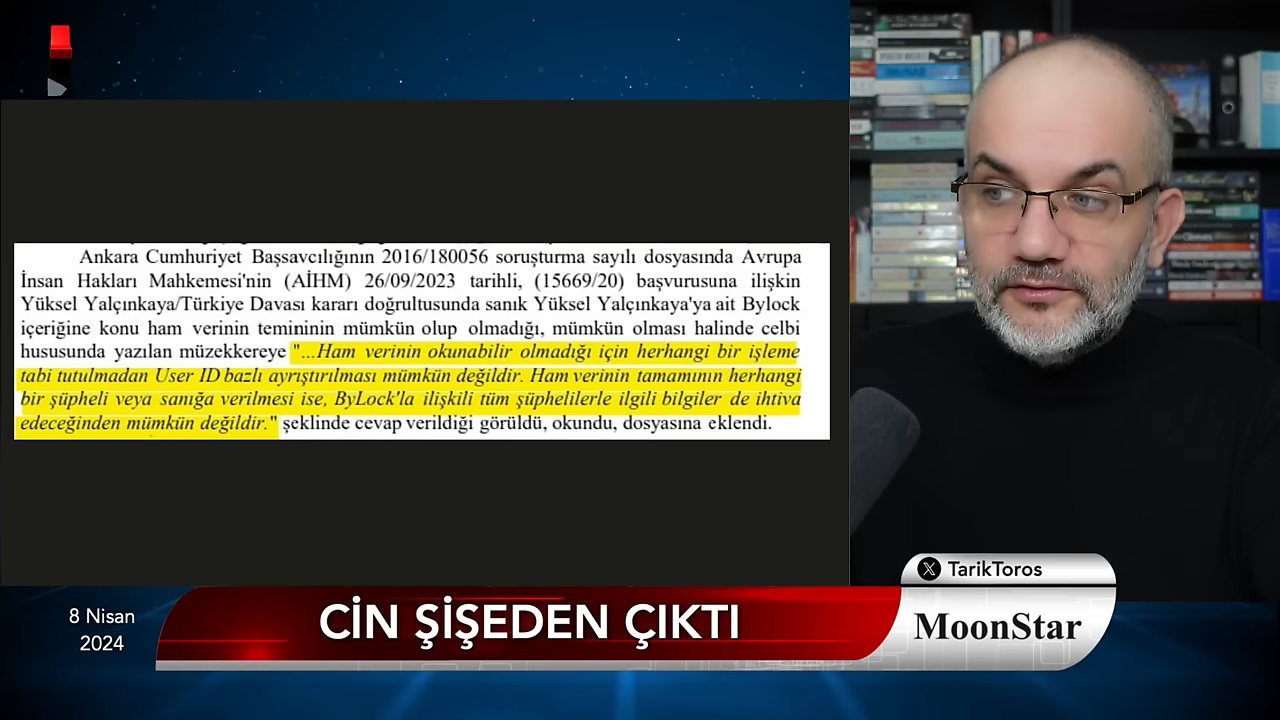 Ankara Cumhuriyet Başsavcılığının 2016/180056 soruşturma sayılı dosyasında Avrupa
İnsan Hakları Mahkemesi'nin (AİHM) 26/09/2023 tarihli, (15669/20) başvurusuna ilişkin
Yüksel Yalçınkaya/Türkiye Davası kararı doğrultusunda sanık Yüksel Yalçınkaya'ya ait Bylock
içeriğine konu ham verinin temininin mümkün olup olmadığı, mümkün olması halinde celbi
hususunda yazılan müzekkereye "...Ham verinin okunabilir olmadığı için herhangi bir işleme
tabi tutulmadan User ID bazlı ayrıştırılması mümkün değildir. Ham verinin tamamının herhangi
bir şüpheli veya sanığa verilmesi ise, ByLock'la ilişkili tüm şüphelilerle ilgili bilgiler de ihtiva
edeceğinden mümkün değildir." şeklinde cevap verildiği görüldü, okundu, dosyasına eklendi.
X TarikToros
8 Nisan
2024
CİN ŞİŞEDEN ÇIKTI
MoonStar